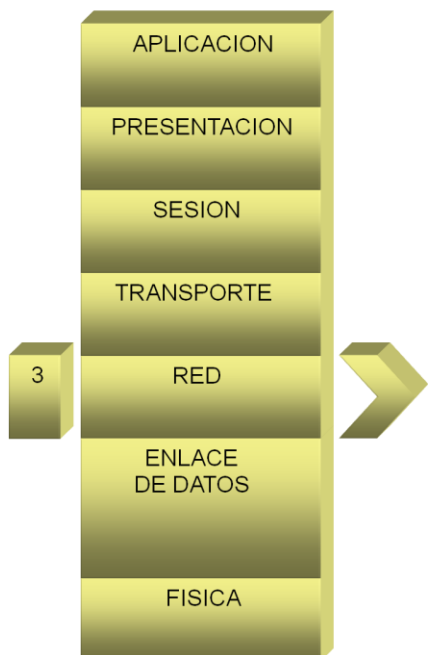 APLICACION
PRESENTACION
SESION
TRANSPORTE
3
RED
ENLACE
DE DATOS
FISICA